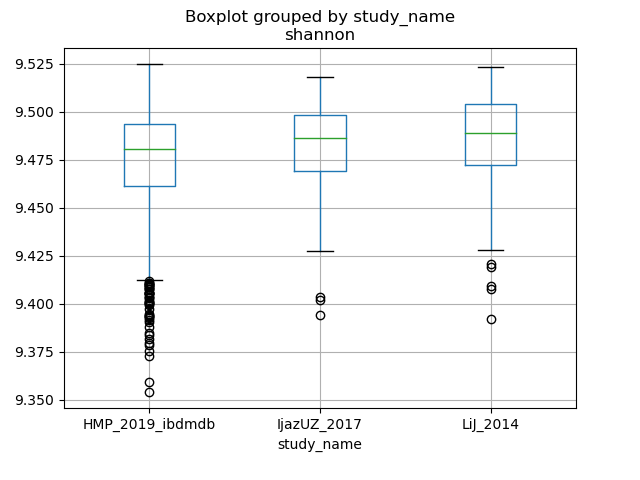 Boxplot grouped by study_name
shannon
9.525
9.500
9.475
9.450
9.425
9.400
9.375
9.350
HMP_2019_ibdmdb IjazUZ_2017 LiJ_2014
study_name